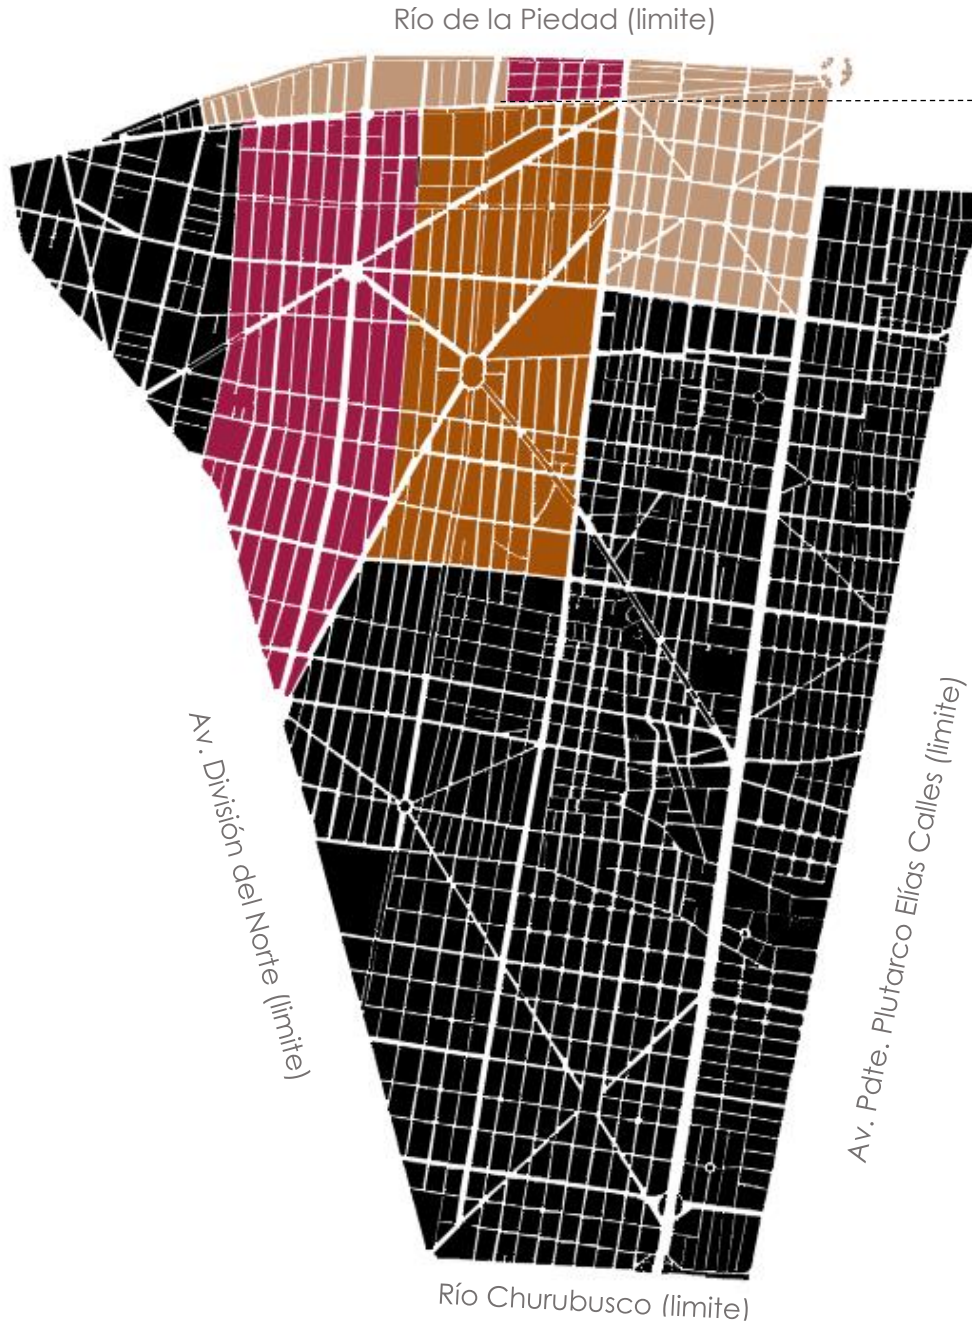 Río de la Piedad (limite)
Av. División del Norte (limite)
Av. Pdte. Plutarco Elías Calles (limite)
Río Churubusco (limite)